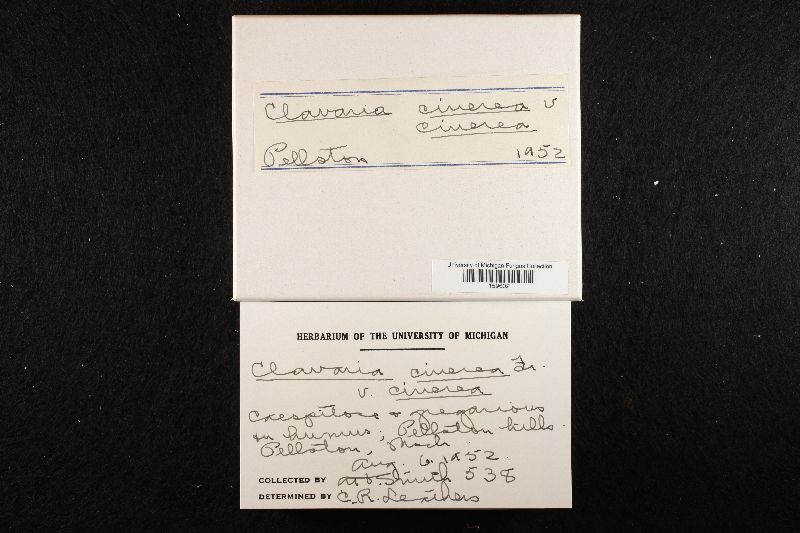 Clavaria cinerea v
cinerea
Pellston 1952
University of Michigan Fungus Collection
HERBARIUM OF THE UNIVERSITY OF MICHIGAN
Clavaria cinerea Fr.
v. cinerea
Caespitose & gregarious
on humus; Pellston hills
Pellston, Mich.
Aug 6, 1952.
COLLECTED BY Smith 538
DETERMINED BY C.R. Leathers